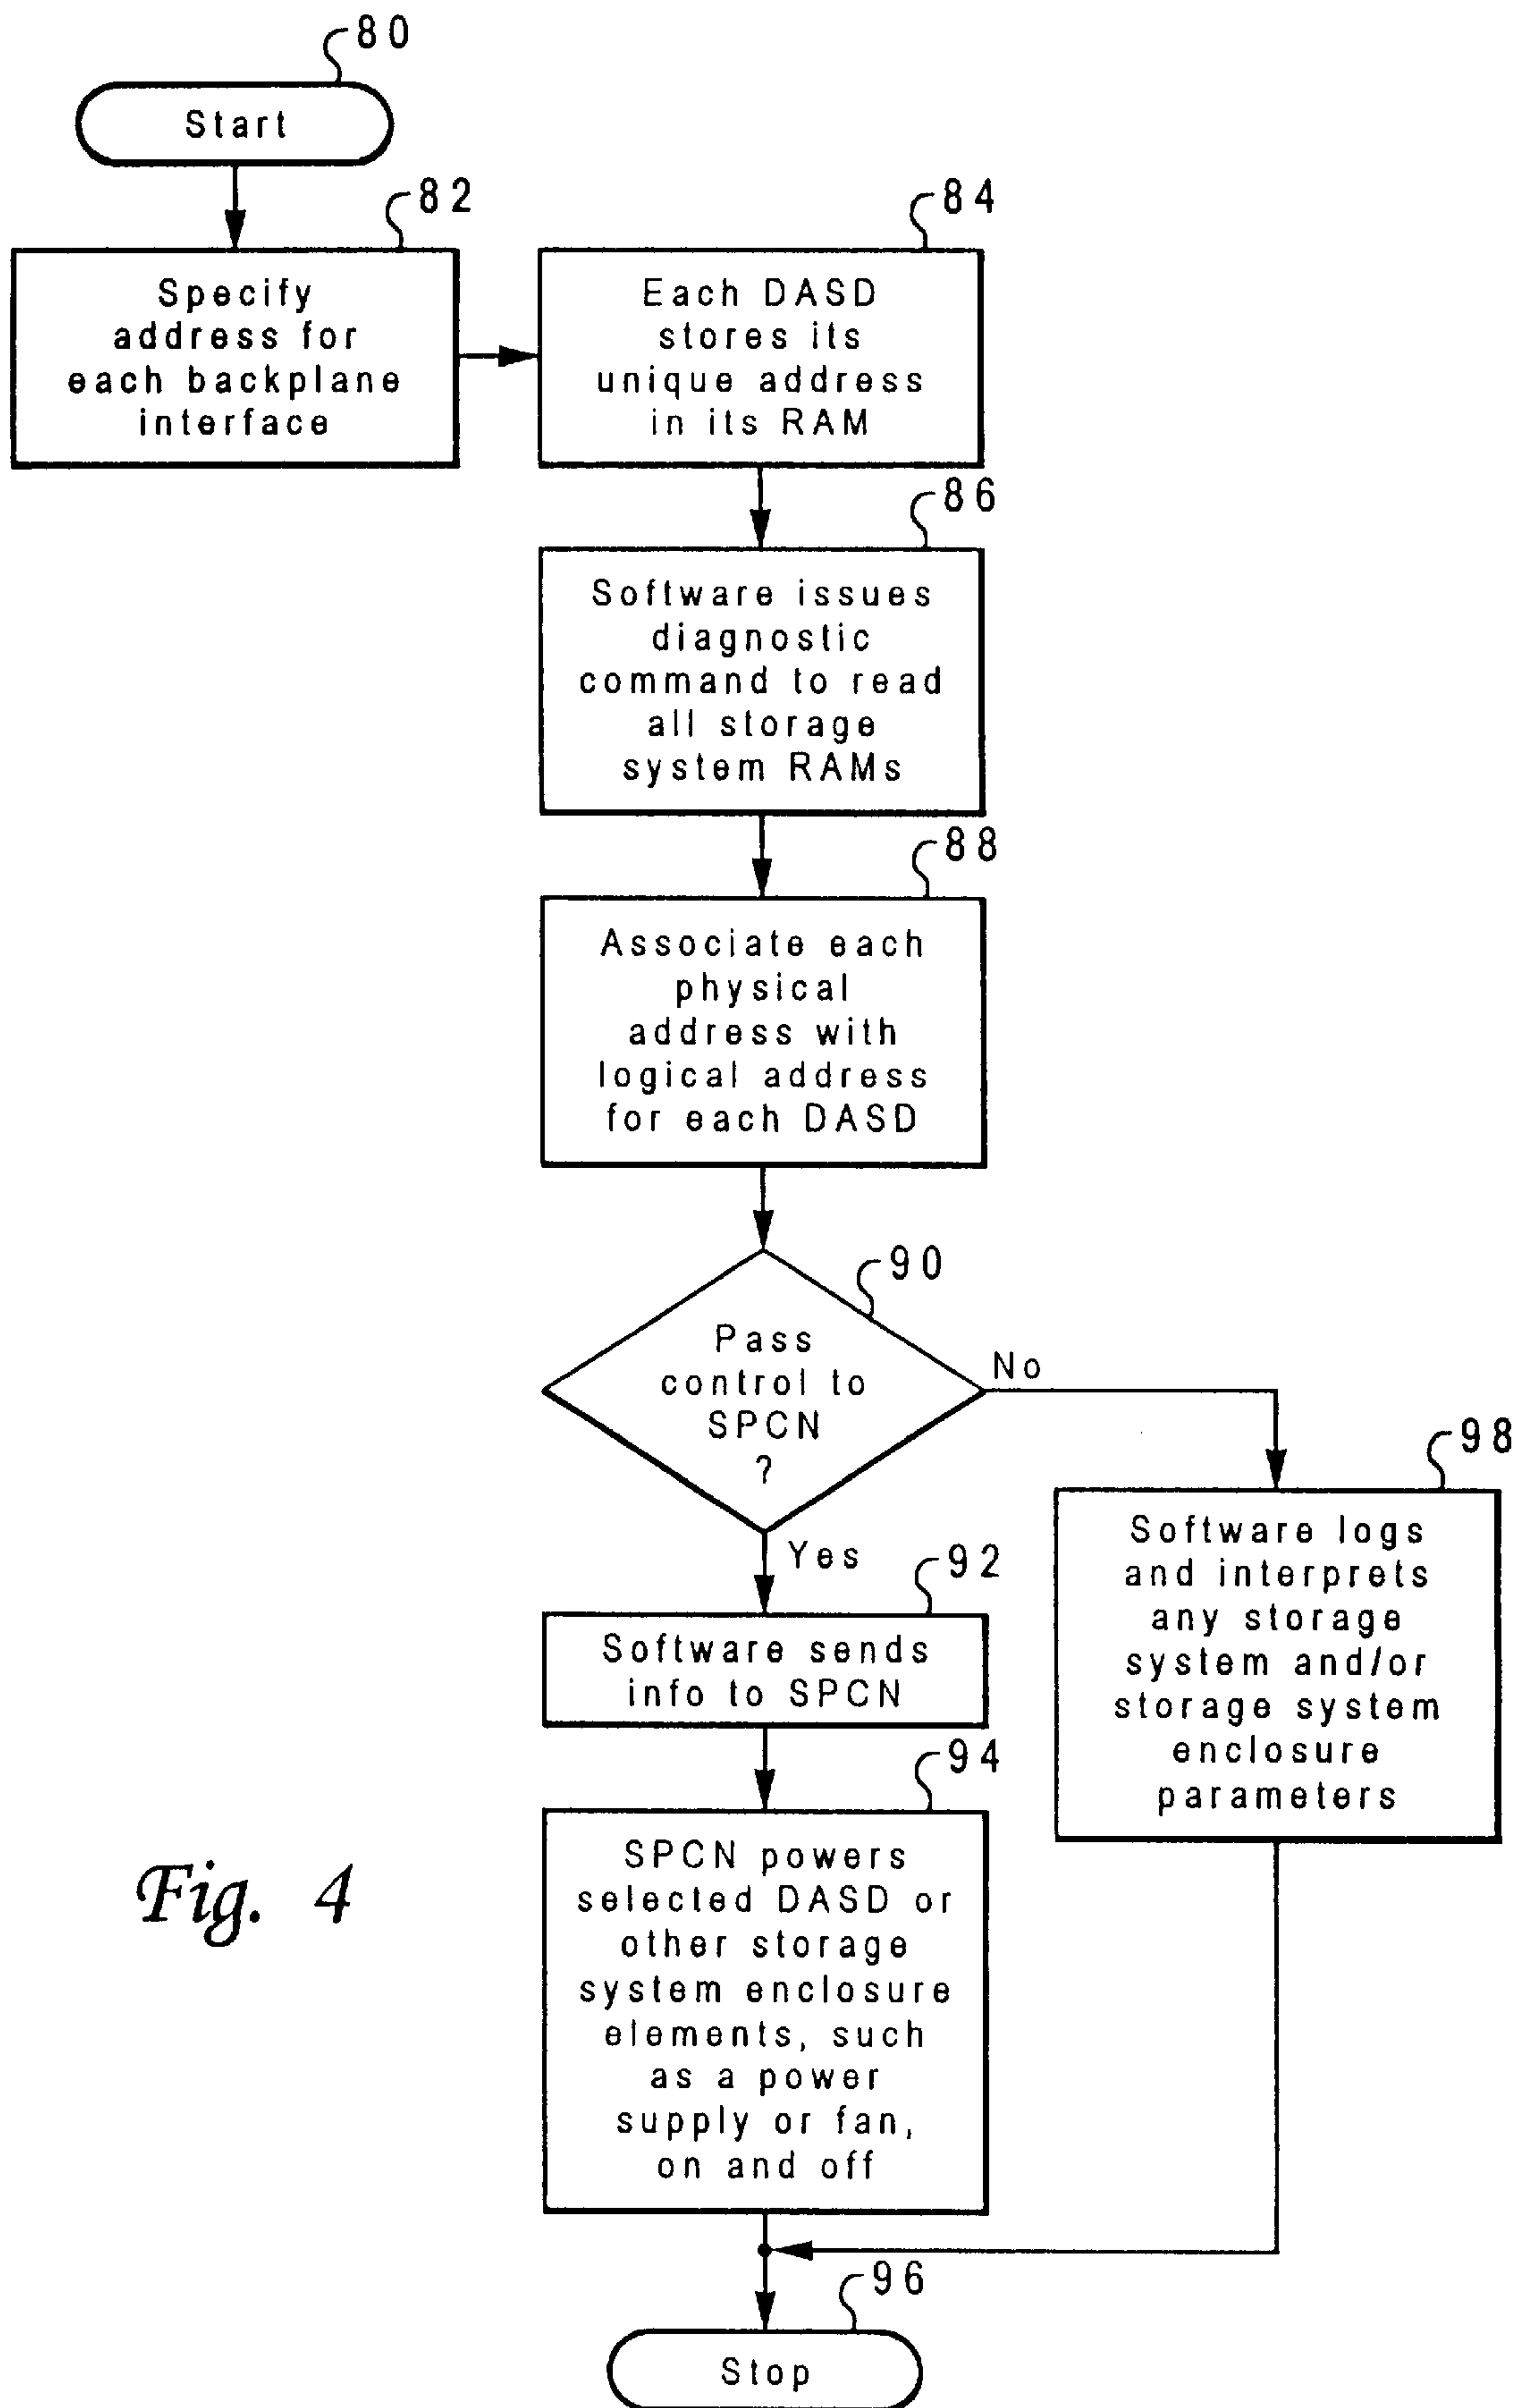 80
Start
82
Specify
address for
each backplane
interface
84
Each DASD
stores its
unique address
in its RAM
86
Software issues
diagnostic
command to read
all storage
system RAMs
88
Associate each
physical
address with
logical address
for each DASD
90
Pass
control to
SPCN
?
No
Yes
92
Software sends
info to SPCN
94
SPCN powers
selected DASD or
other storage
system enclosure
elements, such
as a power
supply or fan,
on and off
98
Software logs
and interprets
any storage
system and/or
storage system
enclosure
parameters
96
Stop
Fig. 4